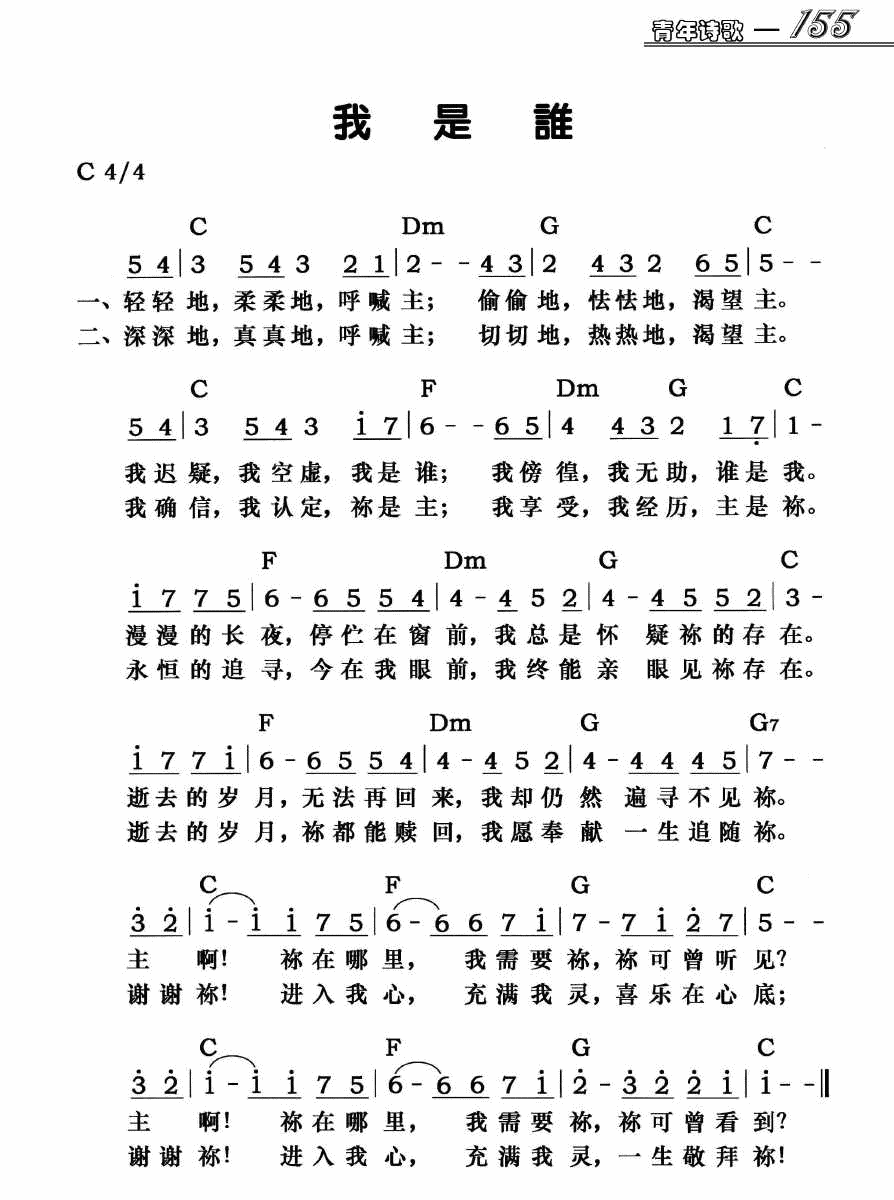 青年诗歌 — 155
我是誰
C 4/4
C Dm G C
5 4 | 3 5 4 3 2 1 | 2 - - 4 3 | 2 4 3 2 6 5 | 5 - -
一、轻轻地，柔柔地，呼喊主； 偷偷地，怯怯地，渴望主。
二、深深地，真真地，呼喊主； 切切地，热热地，渴望主。
C F Dm G C
5 4 | 3 5 4 3 i 7 | 6 - - 6 5 | 4 4 3 2 1 7̣ | 1 -
我迟疑，我空虚，我是谁； 我傍徨，我无助，谁是我。
我确信，我认定，祢是主； 我享受，我经历，主是祢。
F Dm G C
i 7 7 5 | 6 - 6 5 5 4 | 4 - 4 5 2 | 4 - 4 5 5 2 | 3 -
漫漫的长夜，停伫在窗前，我总是怀 疑祢的存在。
永恒的追寻，今在我眼前，我终能亲 眼见祢存在。
F Dm G G7
i 7 7 i | 6 - 6 5 5 4 | 4 - 4 5 2 | 4 - 4 4 4 5 | 7 - -
逝去的岁月，无法再回来，我却仍然 遍寻不见祢。
逝去的岁月，祢都能赎回，我愿奉献 一生追随祢。
C F G C
3̇ 2̇ | i - i i 7 5 | 6 - 6 6 7 i | 7 - 7 i 2̇ 7 | 5 - -
主 啊！ 祢在哪里， 我需要祢，祢可曾听见？
谢谢祢！ 进入我心， 充满我灵，喜乐在心底；
C F G C
3̇ 2̇ | i - i i 7 5 | 6 - 6 6 7 i | 2̇ - 3̇ 2̇ 2̇ i | i - - ‖
主 啊！ 祢在哪里， 我需要祢，祢可曾看到？
谢谢祢！ 进入我心， 充满我灵，一生敬拜祢！